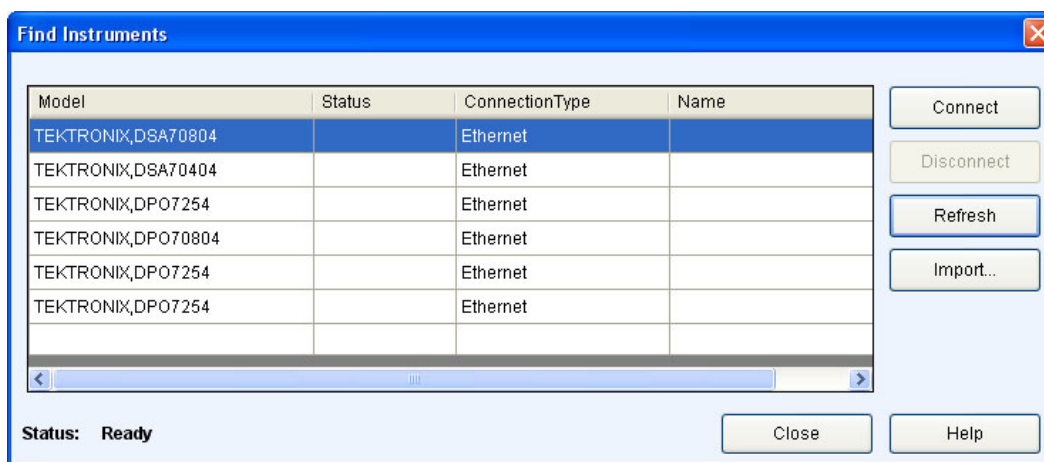 Find Instruments
Model Status ConnectionType Name
TEKTRONIX,DSA70804 Ethernet
TEKTRONIX,DSA70404 Ethernet
TEKTRONIX,DPO7254 Ethernet
TEKTRONIX,DPO70804 Ethernet
TEKTRONIX,DPO7254 Ethernet
TEKTRONIX,DPO7254 Ethernet
Connect
Disconnect
Refresh
Import...
Status: Ready
Close
Help